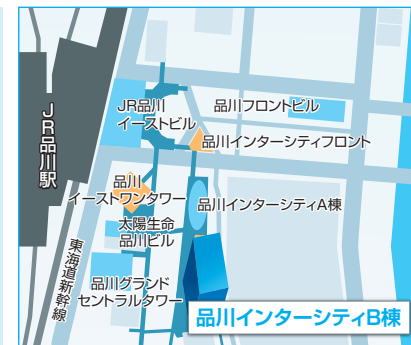 JR品川
イーストビル
品川フロントビル
品川インターシティフロント
JR品川駅
品川
イーストワンタワー
品川インターシティA棟
太陽生命
品川ビル
東海道新幹線
品川グランド
セントラルタワー
品川インターシティB棟